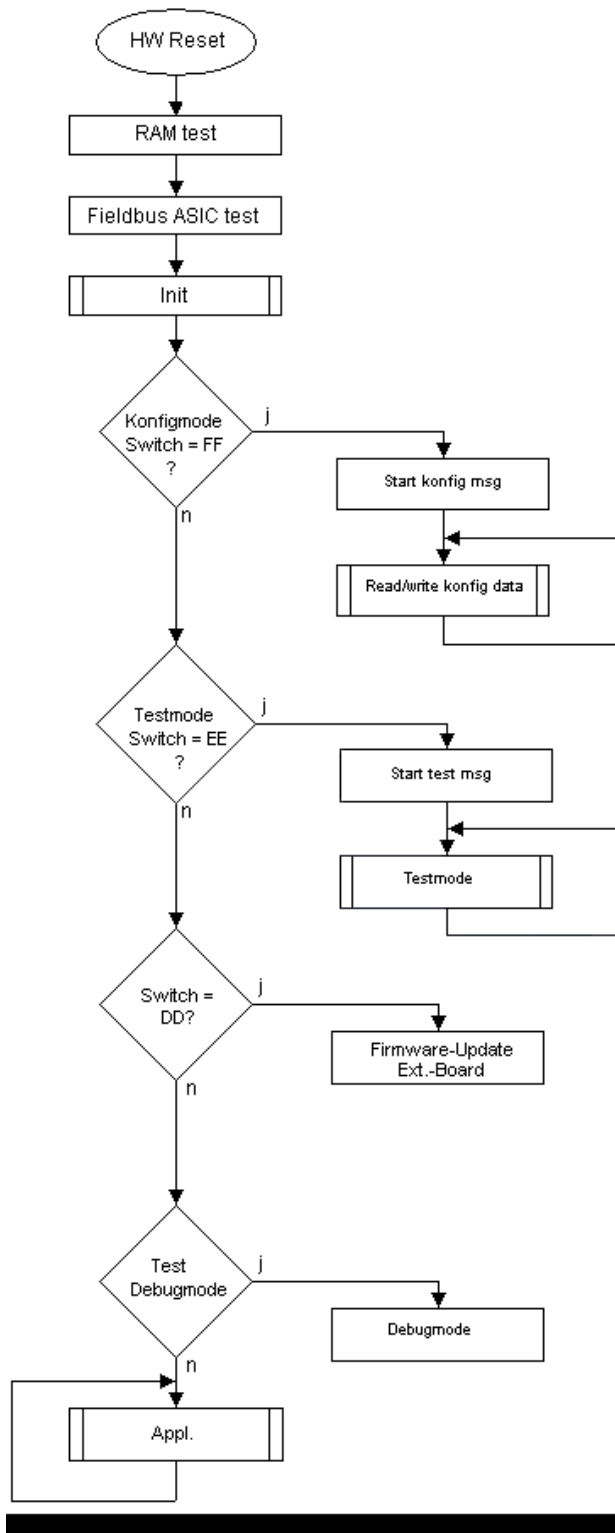 HW Reset
RAM test
Fieldbus ASIC test
Init
Konfigmode
Switch = FF
?
j
n
Start konfig msg
Read/write konfig data
Testmode
Switch = EE
?
j
n
Start test msg
Testmode
Switch =
DD?
j
n
Firmware-Update
Ext.-Board
Test
Debugmode
j
n
Debugmode
Appl.